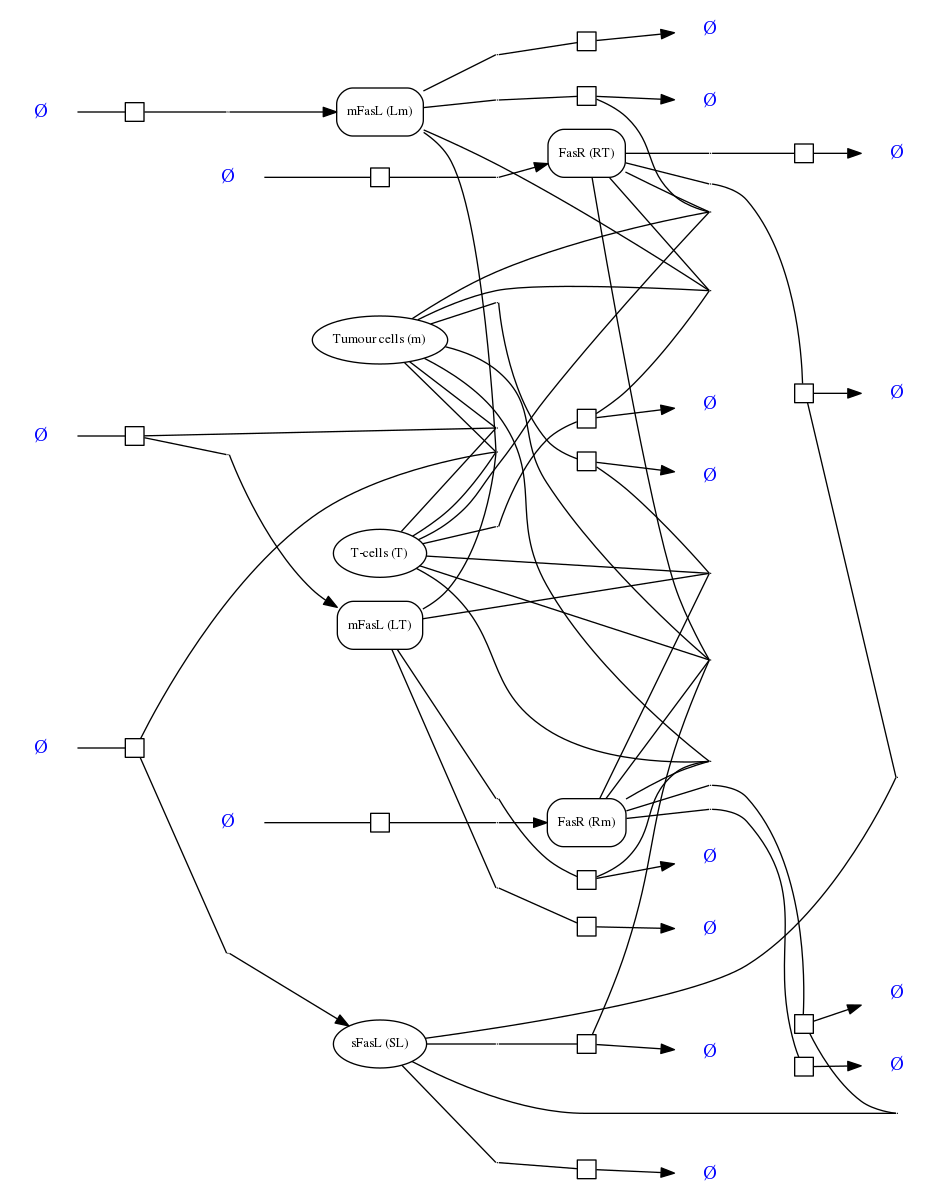 Ø
Ø
mFasL (Lm)
Ø
FasR (RT)
Ø
Ø
Tumour cells (m)
Ø
Ø
Ø
Ø
T-cells (T)
mFasL (LT)
Ø
Ø
FasR (Rm)
Ø
Ø
Ø
sFasL (SL)
Ø
Ø
Ø